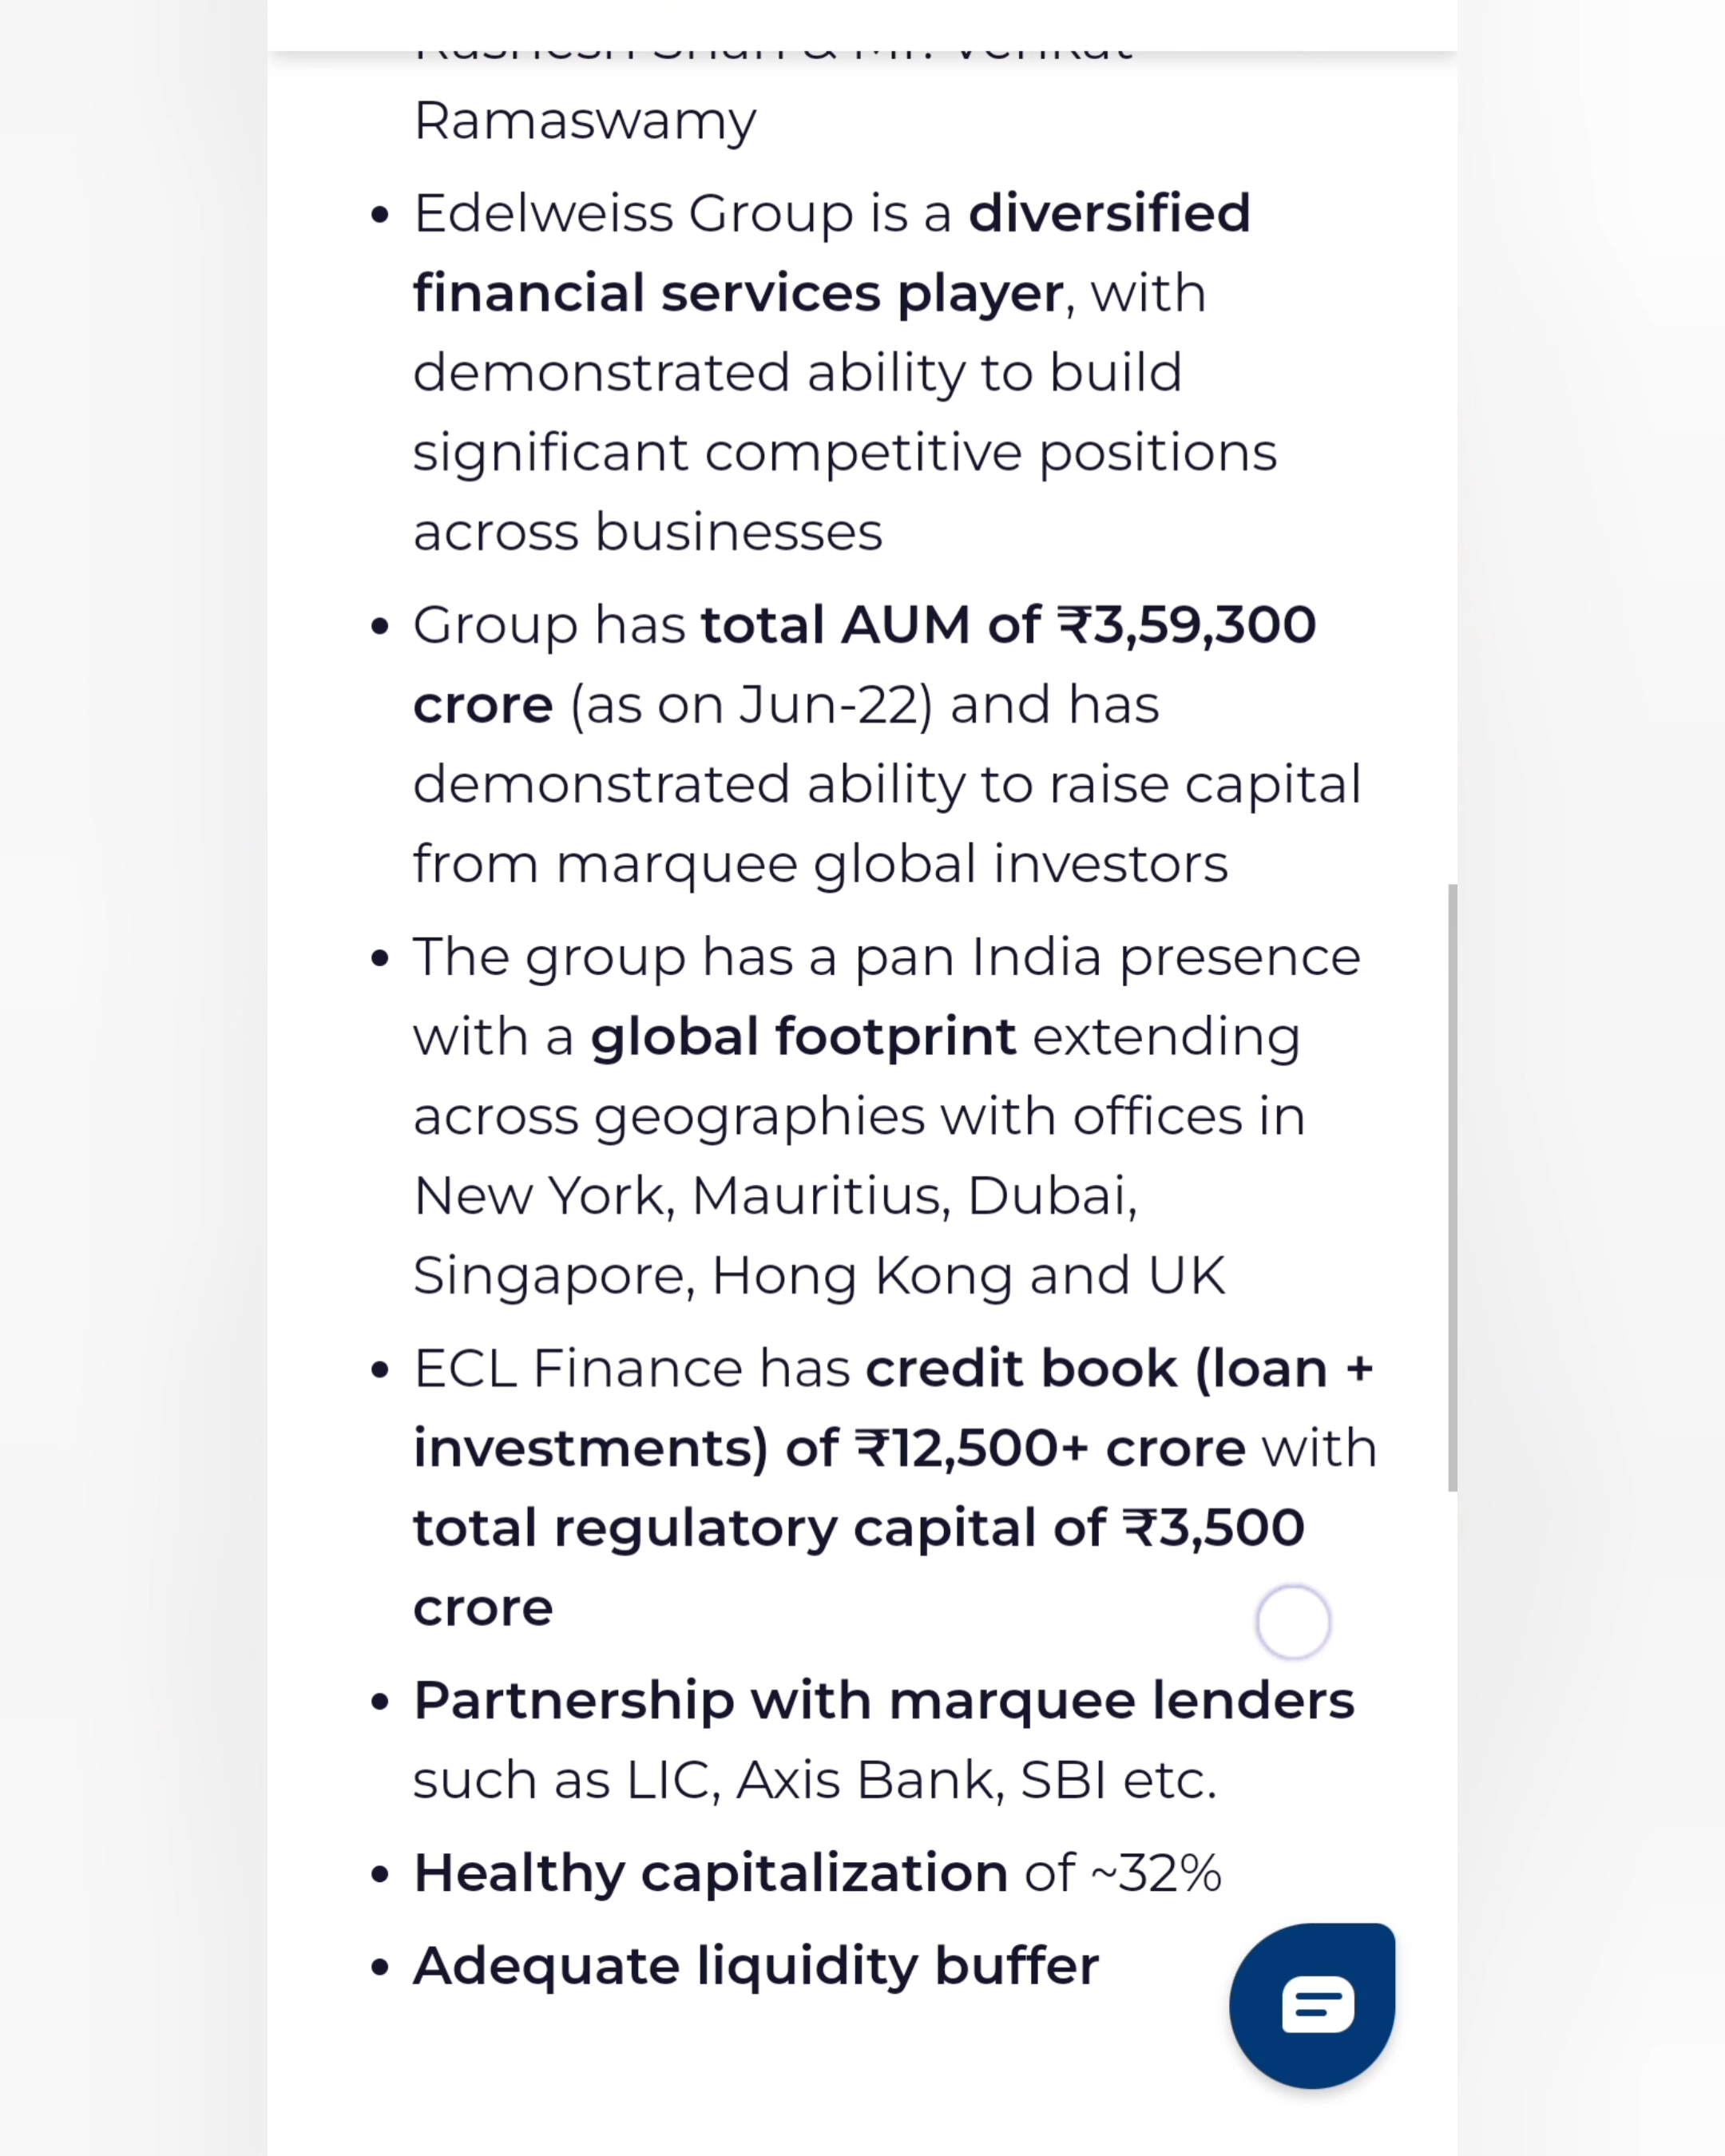 Rashesh Shah & Mr. Venkat
Ramaswamy
• Edelweiss Group is a diversified
financial services player, with
demonstrated ability to build
significant competitive positions
across businesses
• Group has total AUM of ₹3,59,300
crore (as on Jun-22) and has
demonstrated ability to raise capital
from marquee global investors
• The group has a pan India presence
with a global footprint extending
across geographies with offices in
New York, Mauritius, Dubai,
Singapore, Hong Kong and UK
• ECL Finance has credit book (loan +
investments) of ₹12,500+ crore with
total regulatory capital of ₹3,500
crore
• Partnership with marquee lenders
such as LIC, Axis Bank, SBI etc.
• Healthy capitalization of ~32%
• Adequate liquidity buffer